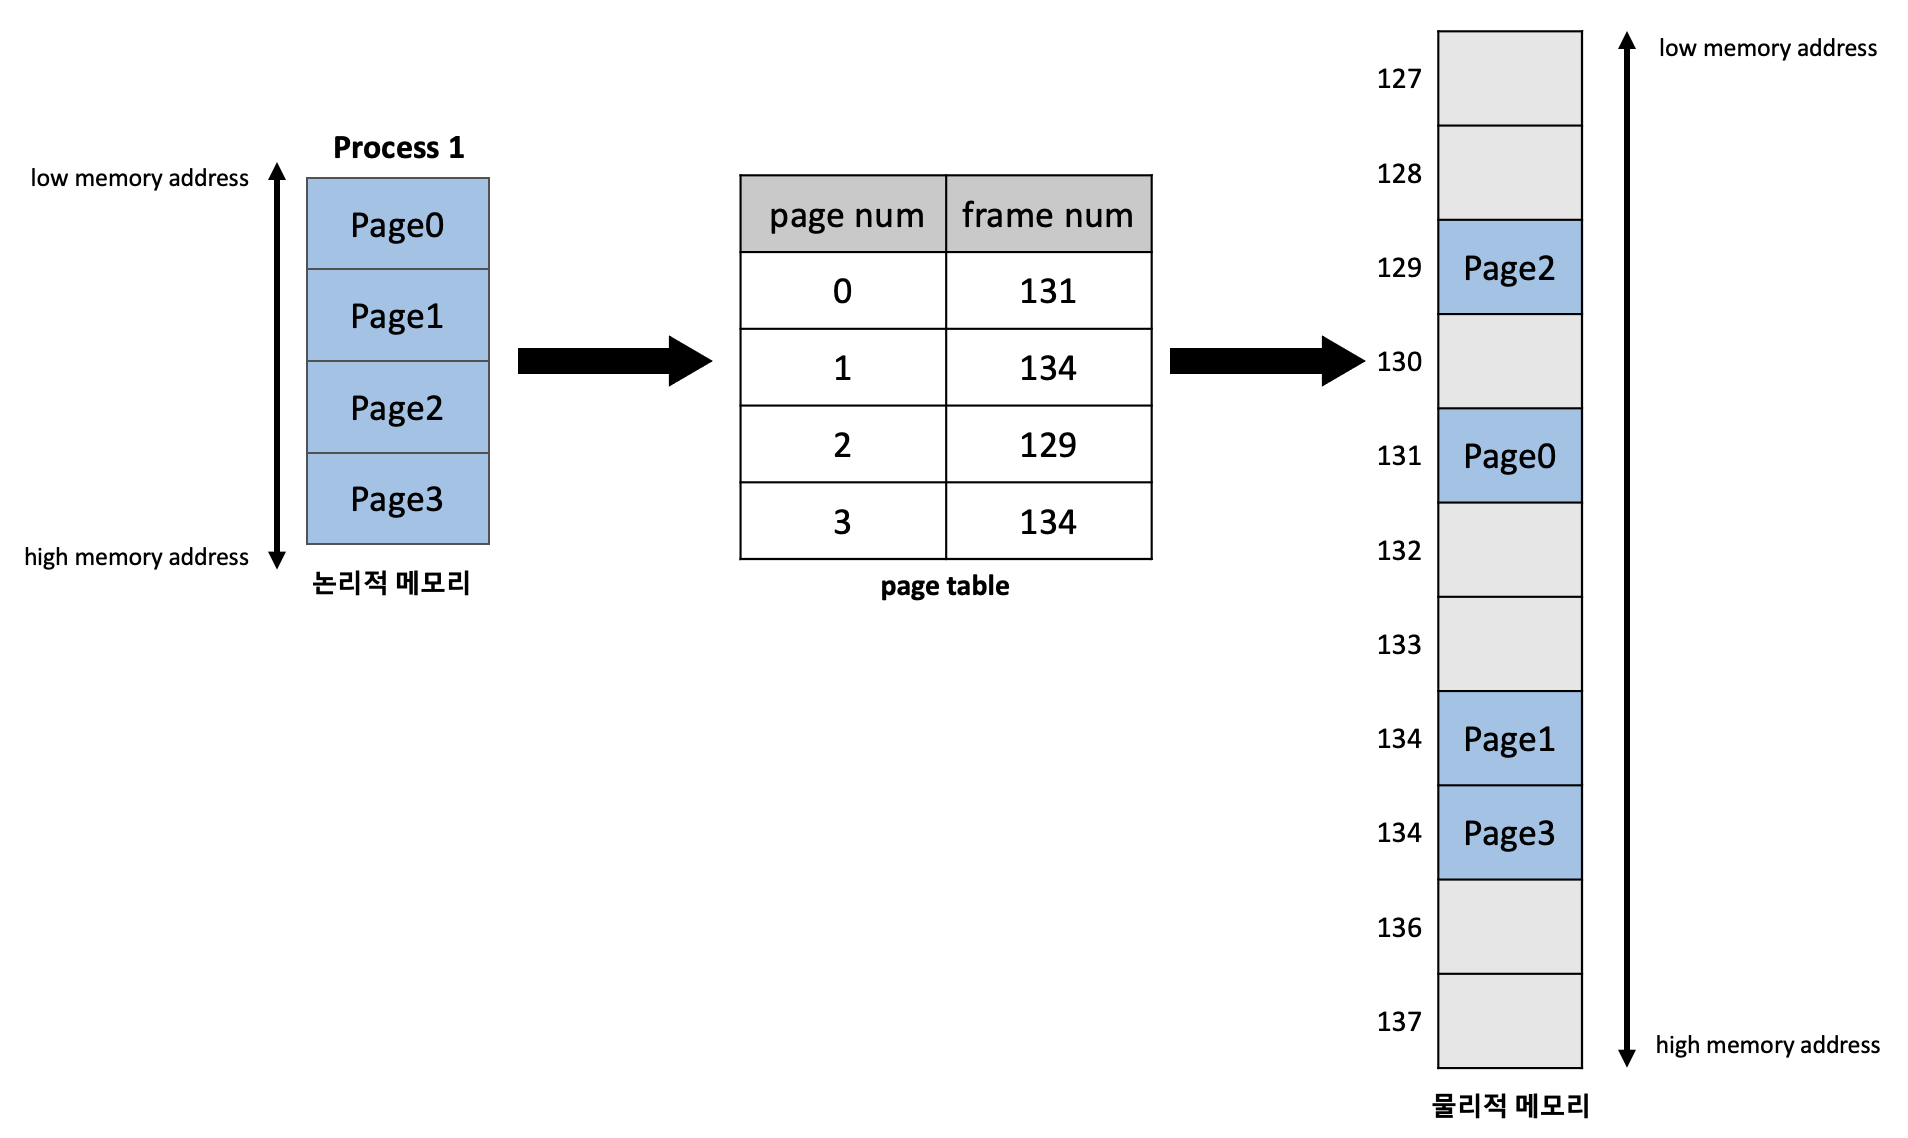 Process 1
low memory address
Page0
Page1
Page2
Page3
high memory address
논리적 메모리
page num frame num
0 131
1 134
2 129
3 134
page table
low memory address
127
128
129 Page2
130
131 Page0
132
133
134 Page1
134 Page3
136
137
high memory address
물리적 메모리